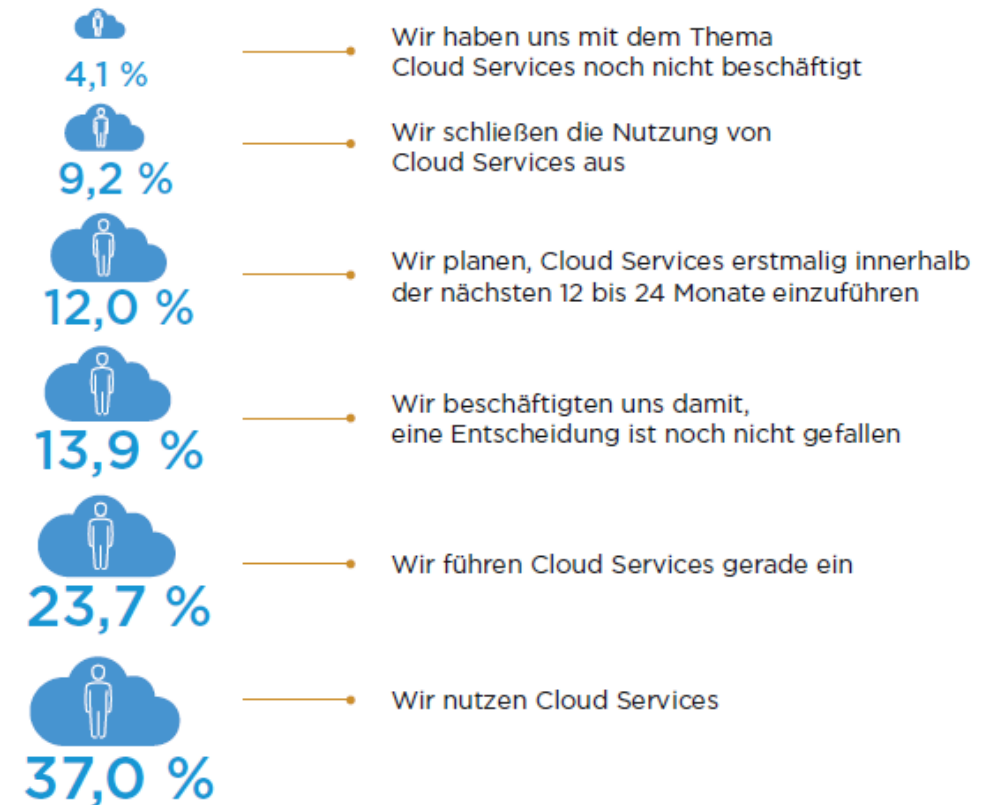 4,1 %
Wir haben uns mit dem Thema
Cloud Services noch nicht beschäftigt
9,2 %
Wir schließen die Nutzung von
Cloud Services aus
12,0 %
Wir planen, Cloud Services erstmalig innerhalb
der nächsten 12 bis 24 Monate einzuführen
13,9 %
Wir beschäftigten uns damit,
eine Entscheidung ist noch nicht gefallen
23,7 %
Wir führen Cloud Services gerade ein
37,0 %
Wir nutzen Cloud Services